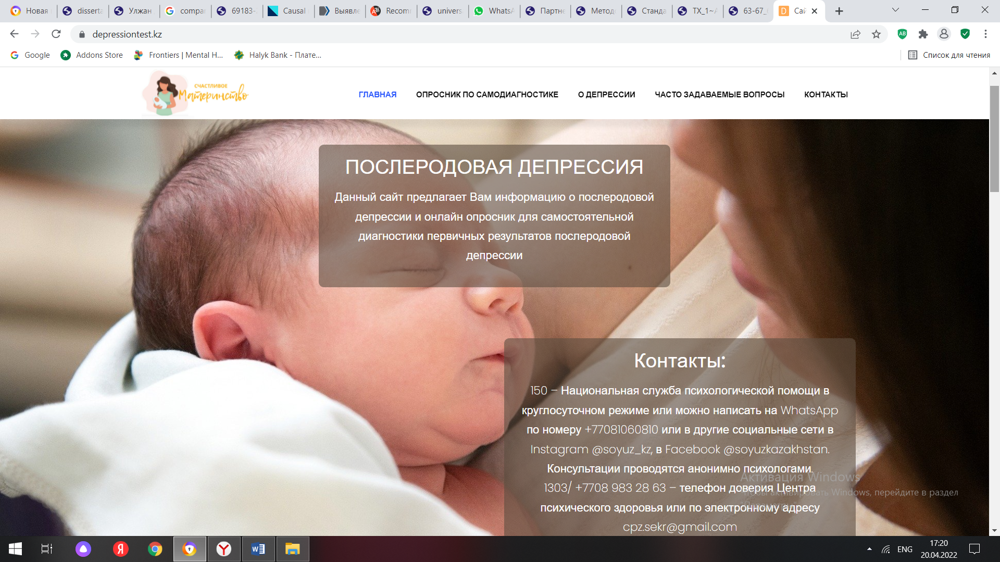 Новая
disserta
Улжан
compar
69183-
Causal
Выявле
Recomm
univers
WhatsA
Партне
Методо
Станда
TX_1~A
63-67_
Сай
depressiontest.kz
Google
Addons Store
Frontiers | Mental H...
Halyk Bank - Плате...
Список для чтения
СЧАСТЛИВОЕ
Материнство
ГЛАВНАЯ
ОПРОСНИК ПО САМОДИАГНОСТИКЕ
О ДЕПРЕССИИ
ЧАСТО ЗАДАВАЕМЫЕ ВОПРОСЫ
КОНТАКТЫ
ПОСЛЕРОДОВАЯ ДЕПРЕССИЯ
Данный сайт предлагает Вам информацию о послеродовой
депрессии и онлайн опросник для самостоятельной
диагностики первичных результатов послеродовой
депрессии
Контакты:
150 – Национальная служба психологической помощи в
круглосуточном режиме или можно написать на WhatsApp
по номеру +77081060810 или в другие социальные сети в
Instagram @soyuz_kz, в Facebook @soyuzkazakhstan.
Консультации проводятся анонимно психологами.
1303/ +7708 983 28 63 – телефон доверия Центра
психического здоровья или по электронному адресу
cpz.sekr@gmail.com
Активация Windows
Чтобы активировать Windows, перейдите в раздел
"Параметры".
ENG
17:20
20.04.2022